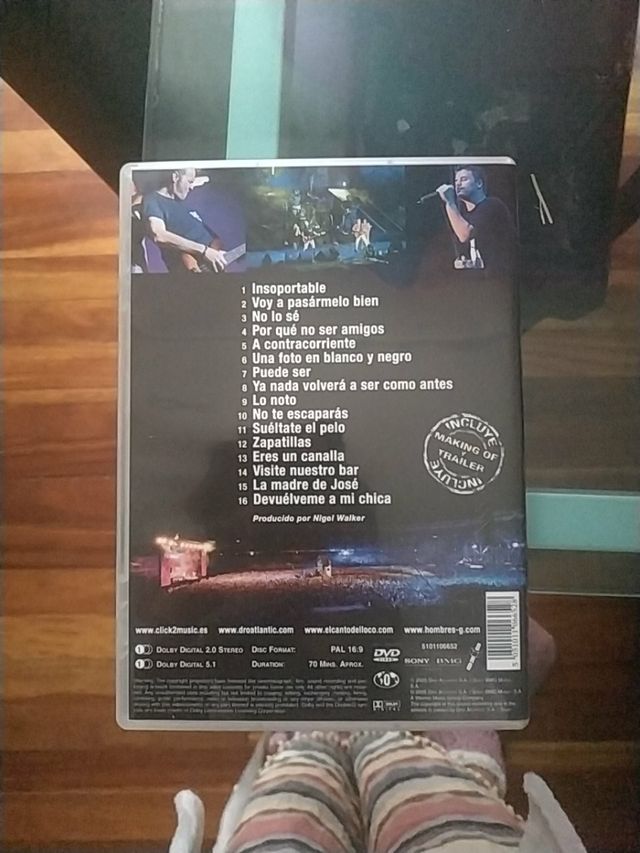 1 Insoportable
2 Voy a pasármelo bien
3 No lo sé
4 Por qué no ser amigos
5 A contracorriente
6 Una foto en blanco y negro
7 Puede ser
8 Ya nada volverá a ser como antes
9 Lo noto
10 No te escaparás
11 Suéltate el pelo
12 Zapatillas
13 Eres un canalla
14 Visite nuestro bar
15 La madre de José
16 Devuélveme a mi chica
Producido por Nigel Walker
INCLUYE
MAKING OF
Y
TRAILER
INCLUYE
www.click2music.es www.droatlantic.com www.elcantodelloco.com www.hombres-g.com
Dolby Digital 2.0 Stereo Disc Format: PAL 16:9
5101106652
Dolby Digital 5.1 Duration: 70 Mins. Aprox.
DVD
VIDEO
SONY BMG